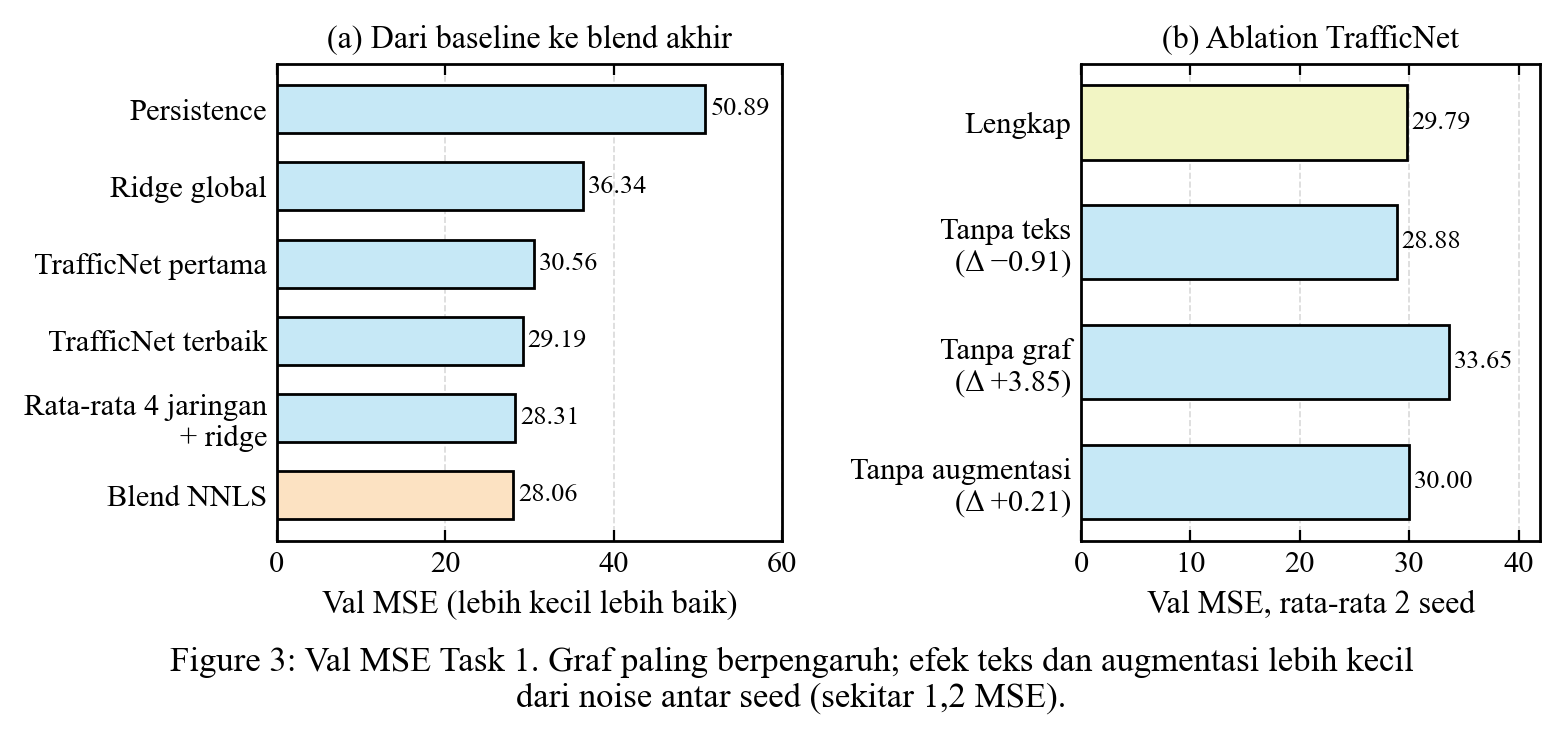 (a) Dari baseline ke blend akhir
Persistence
50.89
Ridge global
36.34
TrafficNet pertama
30.56
TrafficNet terbaik
29.19
Rata-rata 4 jaringan
+ ridge
28.31
Blend NNLS
28.06
0 20 40 60
Val MSE (lebih kecil lebih baik)
(b) Ablation TrafficNet
Lengkap
29.79
Tanpa teks
(Δ −0.91)
28.88
Tanpa graf
(Δ +3.85)
33.65
Tanpa augmentasi
(Δ +0.21)
30.00
0 10 20 30 40
Val MSE, rata-rata 2 seed
Figure 3: Val MSE Task 1. Graf paling berpengaruh; efek teks dan augmentasi lebih kecil
dari noise antar seed (sekitar 1,2 MSE).